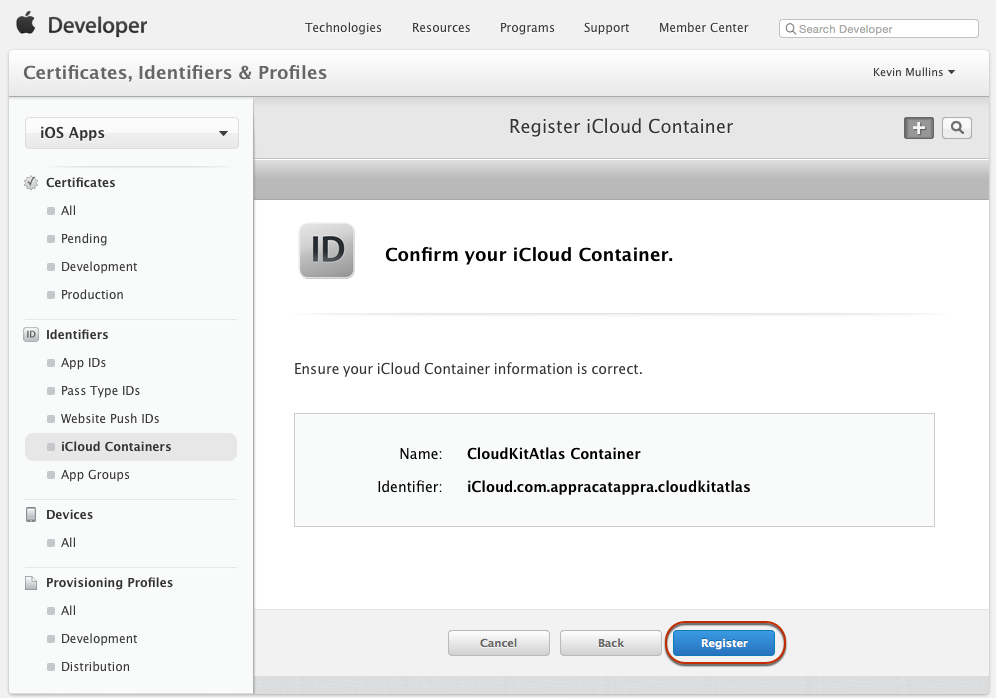 Developer
Technologies Resources Programs Support Member Center Search Developer
Certificates, Identifiers & Profiles Kevin Mullins
iOS Apps
Register iCloud Container
Certificates
All
Pending
Development
Production
ID Identifiers
App IDs
Pass Type IDs
Website Push IDs
iCloud Containers
App Groups
Devices
All
Provisioning Profiles
All
Development
Distribution
ID Confirm your iCloud Container.
Ensure your iCloud Container information is correct.
Name: CloudKitAtlas Container
Identifier: iCloud.com.appracatappra.cloudkitatlas
Cancel Back Register